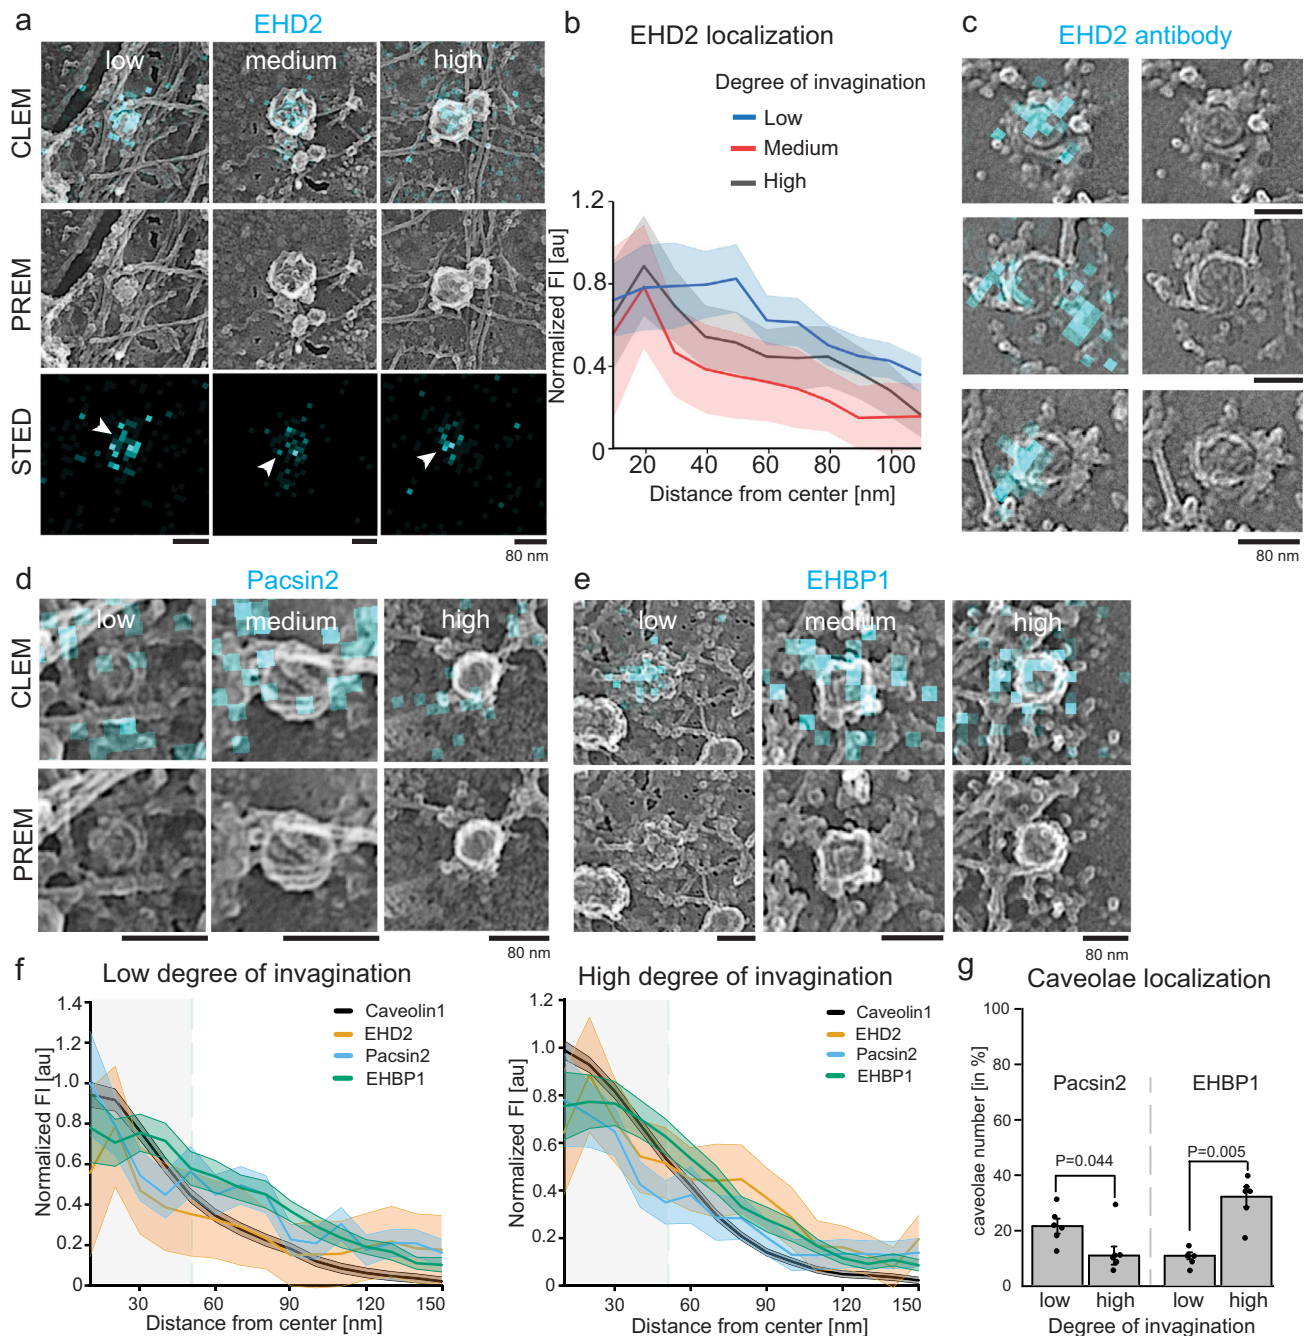 a
EHD2
CLEM
low
medium
high
PREM
STED
80 nm
b
EHD2 localization
Degree of invagination
Low
Medium
High
Normalized FI [au]
1.2
0.8
0.4
0
20
40
60
80
100
Distance from center [nm]
c
EHD2 antibody
80 nm
d
Pacsin2
CLEM
low
medium
high
PREM
80 nm
e
EHBP1
low
medium
high
80 nm
f
Low degree of invagination
Normalized FI [au]
1.4
1.2
1.0
0.8
0.6
0.4
0.2
0
Caveolin1
EHD2
Pacsin2
EHBP1
30
60
90
120
150
Distance from center [nm]
High degree of invagination
Normalized FI [au]
1.2
1.0
0.8
0.6
0.4
0.2
0
Caveolin1
EHD2
Pacsin2
EHBP1
30
60
90
120
150
Distance from center [nm]
g
Caveolae localization
caveolae number [in %]
100
80
60
40
20
0
Pacsin2
EHBP1
P=0.044
P=0.005
low
high
low
high
Degree of invagination